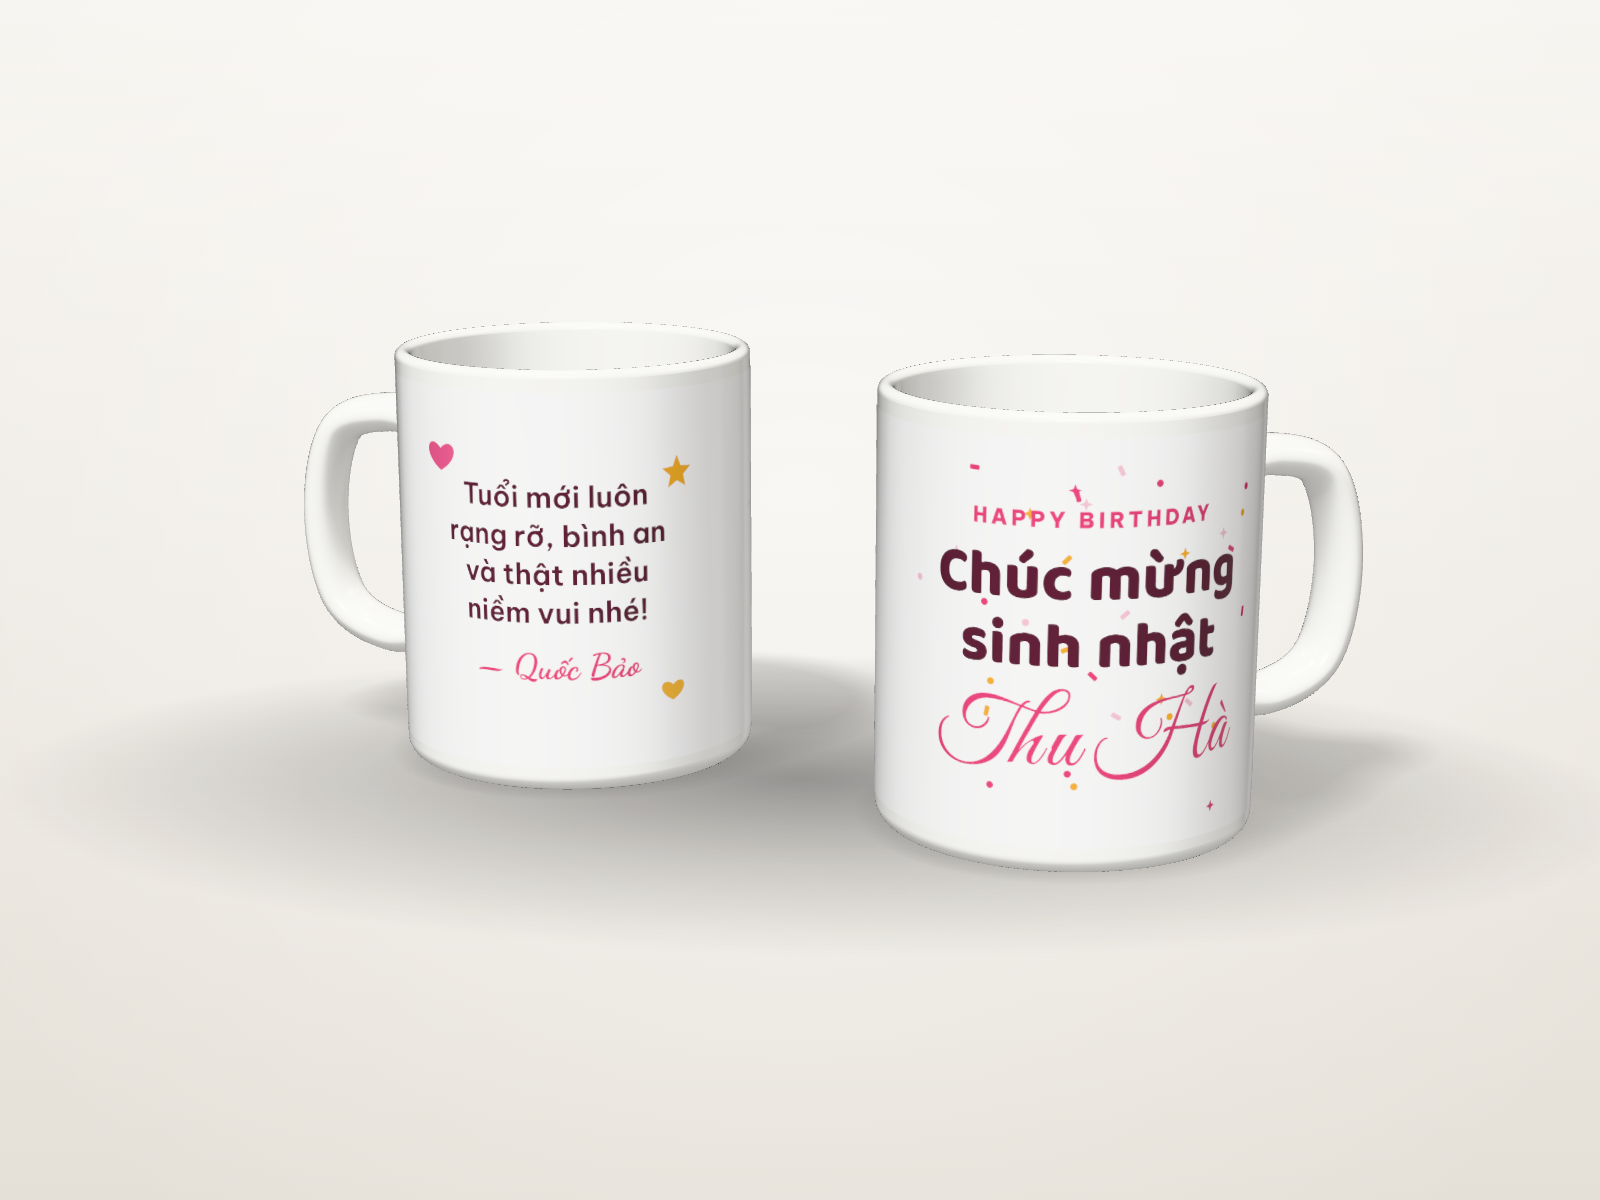 Tuổi mới luôn
rạng rỡ, bình an
và thật nhiều
niềm vui nhé!
— Quốc Bảo
HAPPY BIRTHDAY
Chúc mừng
sinh nhật
Thụ Hà